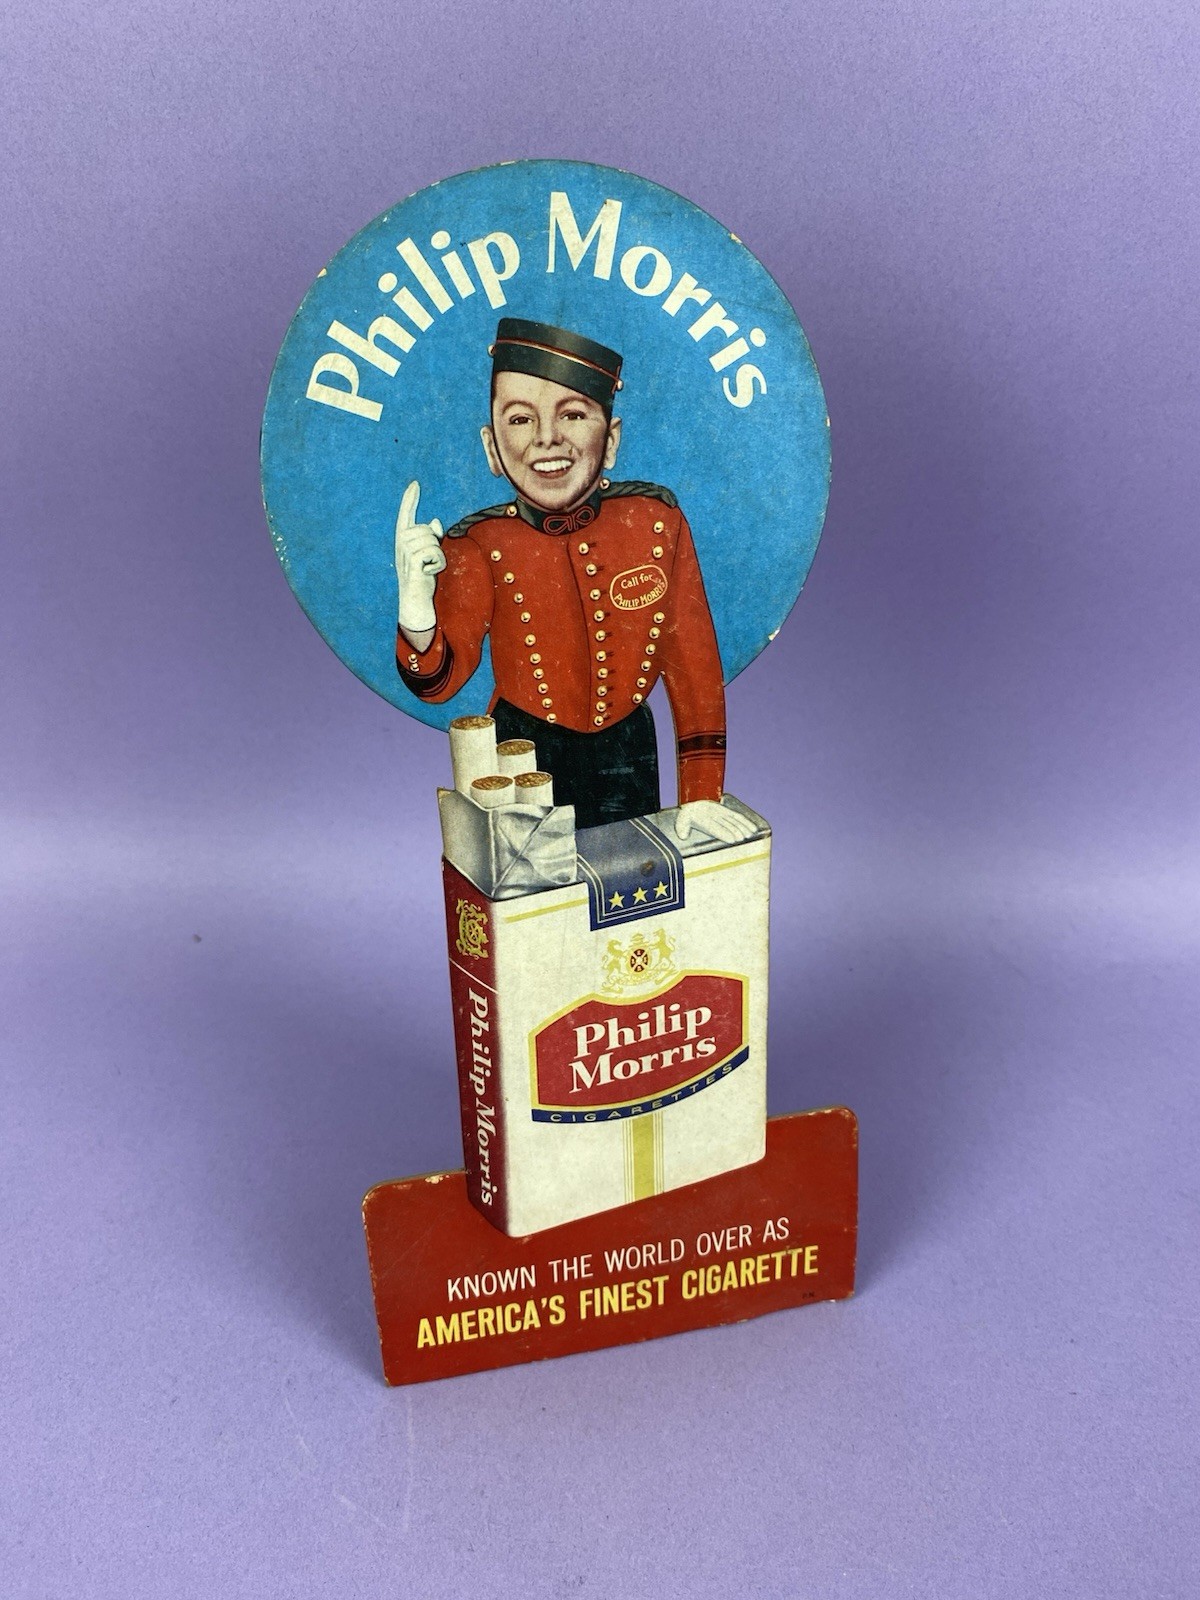 Philip Morris
Call for
PHILIP MORRIS
Philip
Morris
CIGARETTES
Philip Morris
KNOWN THE WORLD OVER AS
AMERICA'S FINEST CIGARETTE